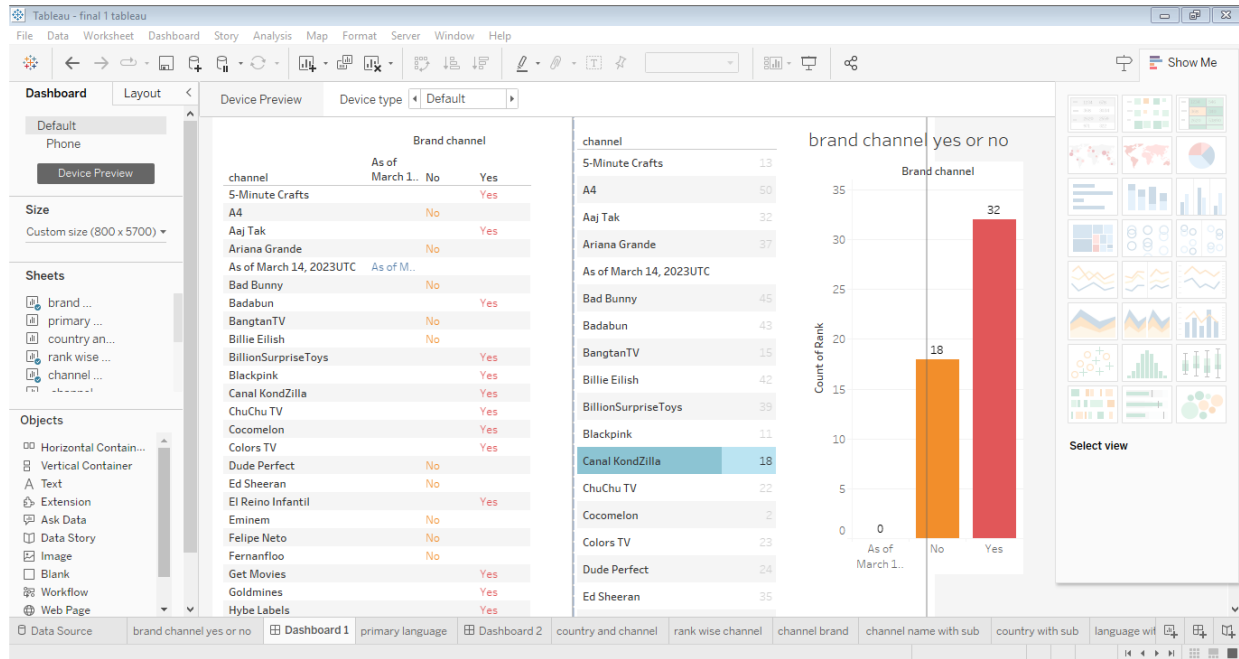 Tableau - final 1 tableau
File Data Worksheet Dashboard Story Analysis Map Format Server Window Help
Show Me
Dashboard Layout
Device Preview Device type Default
Default
Phone
Device Preview
Size
Custom size (800 x 5700)
Sheets
brand ...
primary ...
country an...
rank wise ...
channel ...
Objects
Horizontal Contain...
Vertical Container
Text
Extension
Ask Data
Data Story
Image
Blank
Workflow
Web Page
Brand channel
channel As of March 1.. No Yes
5-Minute Crafts Yes
A4 No
Aaj Tak Yes
Ariana Grande No
As of March 14, 2023UTC As of M..
Bad Bunny No
Badabun Yes
BangtanTV No
Billie Eilish No
BillionSurpriseToys Yes
Blackpink Yes
Canal KondZilla Yes
ChuChu TV Yes
Cocomelon Yes
Colors TV Yes
Dude Perfect No
Ed Sheeran No
El Reino Infantil Yes
Eminem No
Felipe Neto No
Fernanfloo No
Get Movies Yes
Goldmines Yes
Hybe Labels Yes
channel
5-Minute Crafts 13
A4 50
Aaj Tak 32
Ariana Grande 37
As of March 14, 2023UTC
Bad Bunny 45
Badabun 43
BangtanTV 15
Billie Eilish 42
BillionSurpriseToys 39
Blackpink 11
Canal KondZilla 18
ChuChu TV 22
Cocomelon 2
Colors TV 23
Dude Perfect 24
Ed Sheeran 35
brand channel yes or no
Brand channel
35
30
25
20
15
10
5
0
Count of Rank
0
18
32
As of
March 1..
No
Yes
Select view
Data Source brand channel yes or no Dashboard 1 primary language Dashboard 2 country and channel rank wise channel channel brand channel name with sub country with sub language wit